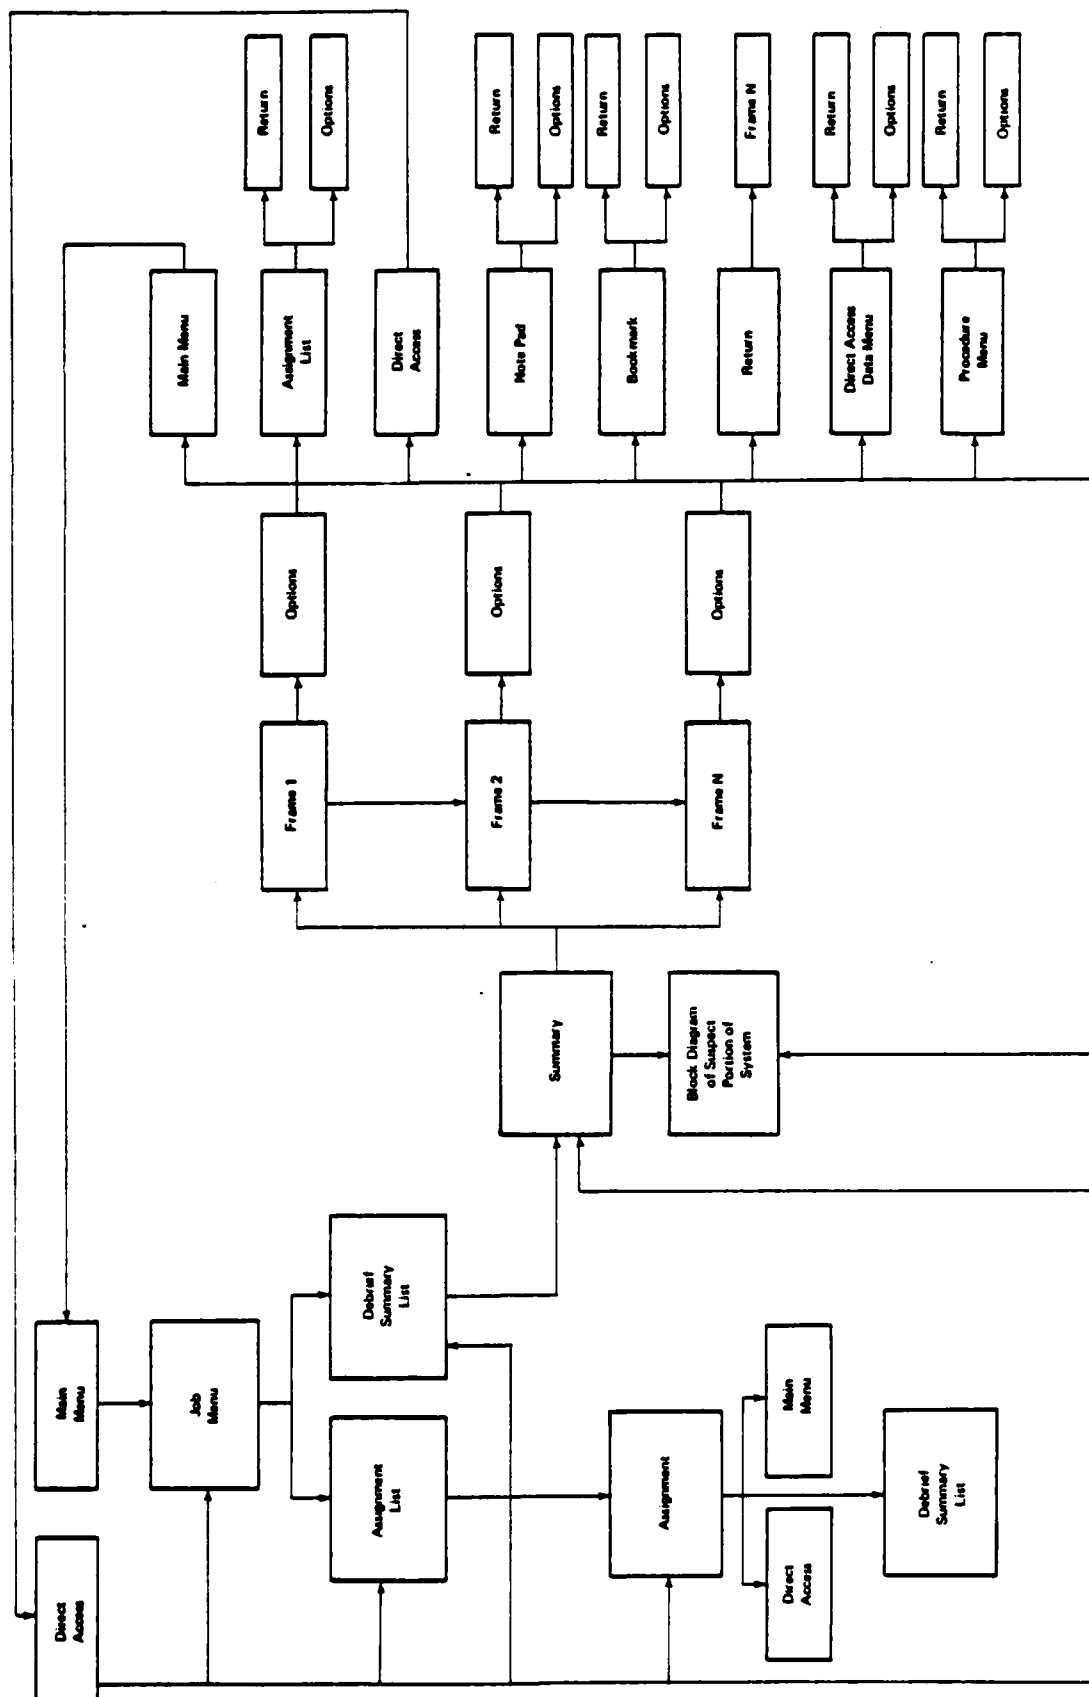 Direct
Access
Main
Menu
Job
Menu
Assignment
List
Debrief
Summary
List
Assignment
Direct
Access
Main
Menu
Debrief
Summary
List
Summary
Block Diagram
of Suspect
Portion of
System
Frame 1
Frame 2
Frame N
Options
Options
Options
Main Menu
Assignment
List
Direct
Access
Note Pad
Bookmark
Return
Direct Access
Data Menu
Procedure
Menu
Return
Options
Return
Options
Return
Options
Frame N
Return
Options
Return
Options